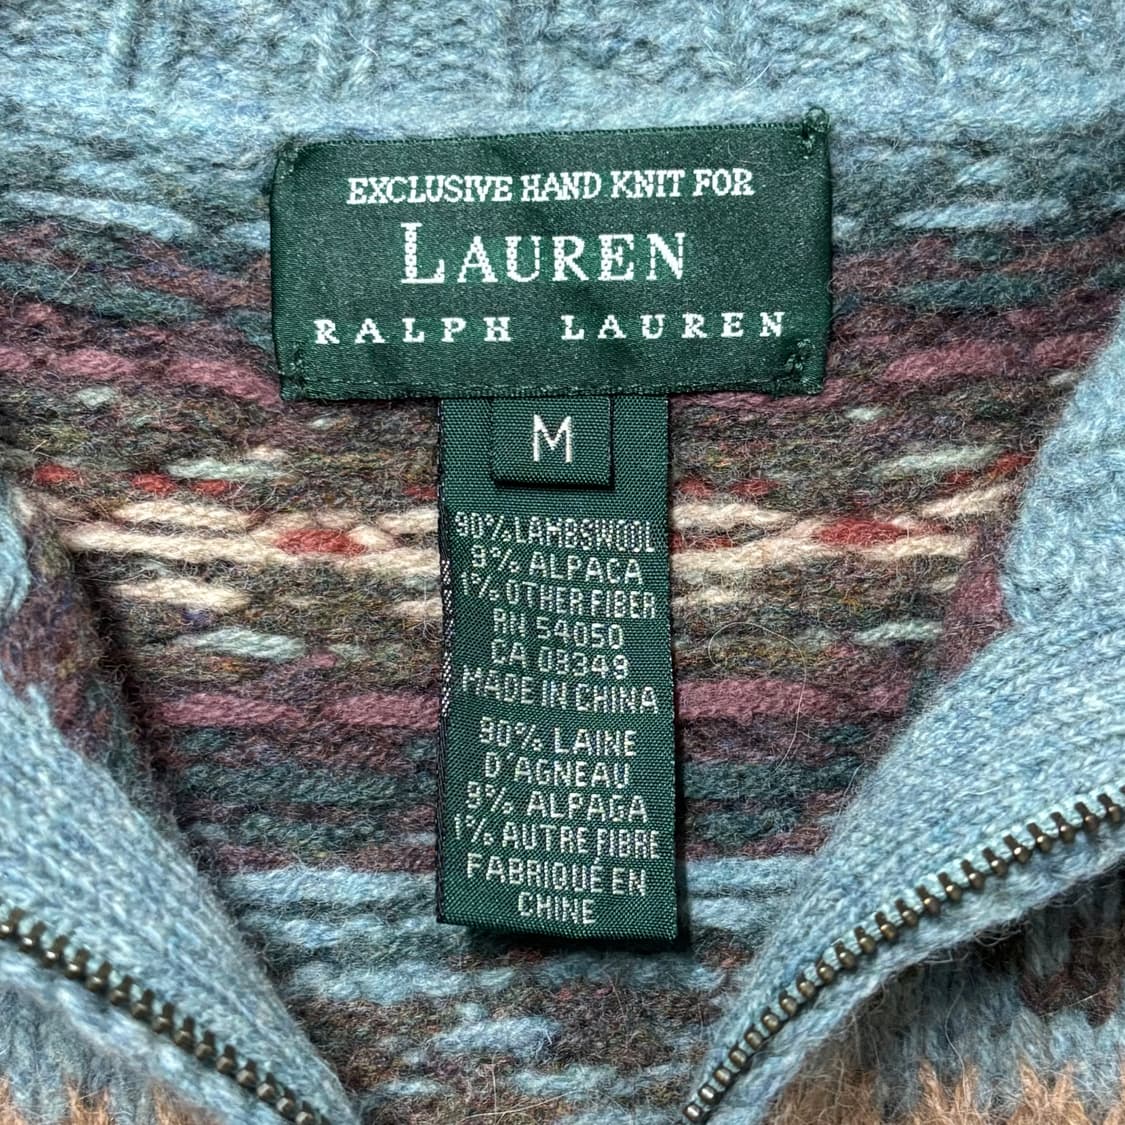 EXCLUSIVE HAND KNIT FOR
LAUREN
RALPH LAUREN
M
90% LAMBSWOOL
9% ALPACA
1% OTHER FIBER
RN 54050
CA 08349
MADE IN CHINA
90% LAINE
D'AGNEAU
9% ALPAGA
1% AUTRE FIBRE
FABRIQUÉ EN
CHINE